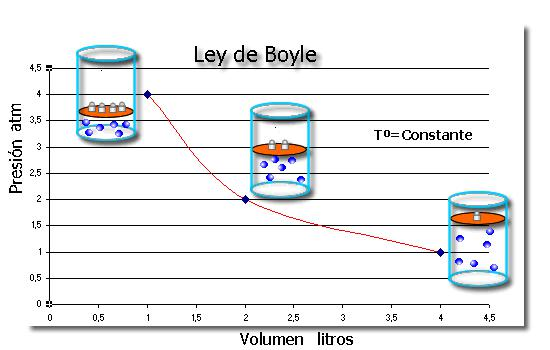 Ley de Boyle
Presión atm
4,5
4
3,5
3
2,5
2
1,5
1
0,5
0
Tº=Constante
0 0,5 1 1,5 2 2,5 3 3,5 4 4,5
Volumen litros